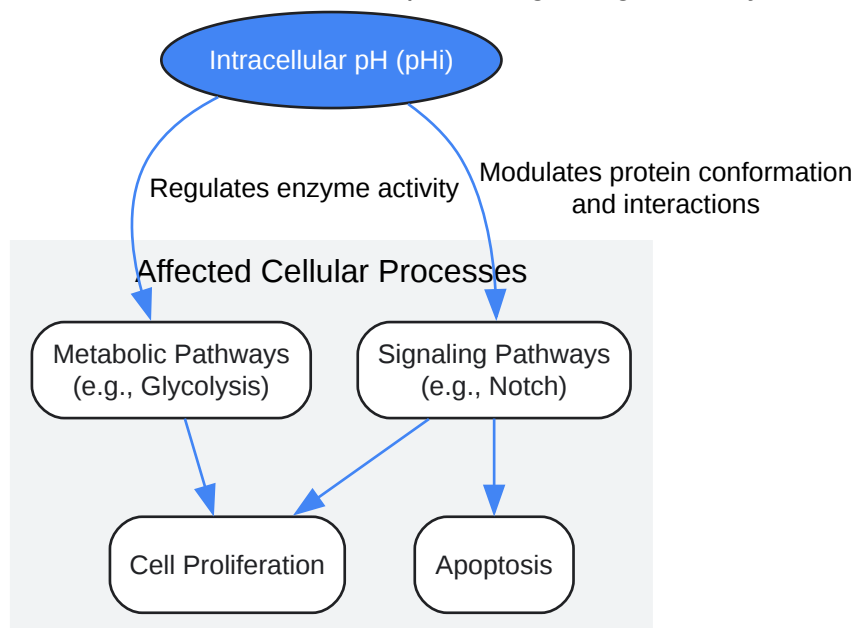 Intracellular pH (pHi)
Regulates enzyme activity
Modulates protein conformation
and interactions
Affected Cellular Processes
Metabolic Pathways
(e.g., Glycolysis)
Signaling Pathways
(e.g., Notch)
Cell Proliferation
Apoptosis